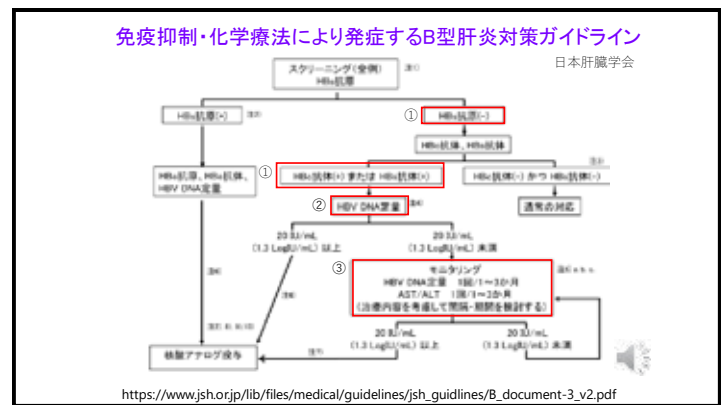 免疫抑制・化学療法により発症するB型肝炎対策ガイドライン
日本肝臓学会
スクリーニング(全例)
HBs抗原
注1)
HBs抗原(+)
注2)
① HBs抗原(-)
HBc抗体、HBs抗体
注3)
HBe抗原、HBe抗体、
HBV DNA定量
① HBc抗体(+) または HBs抗体(+)
HBc抗体(-) かつ HBs抗体(-)
② HBV DNA定量
注4)
通常の対応
20 IU/mL
(1.3 LogIU/mL) 以上
20 IU/mL
(1.3 LogIU/mL) 未満
③ モニタリング
HBV DNA定量 1回/1〜3か月
AST/ALT 1回/1〜3か月
(治療内容を考慮して間隔・期間を検討する)
20 IU/mL
(1.3 LogIU/mL) 以上
20 IU/mL
(1.3 LogIU/mL) 未満
核酸アナログ投与
https://www.jsh.or.jp/lib/files/medical/guidelines/jsh_guidlines/B_document-3_v2.pdf